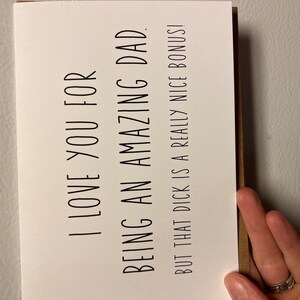 I LOVE YOU FOR
BEING AN AMAZING DAD.
BUT THAT DICK IS A REALLY NICE BONUS!